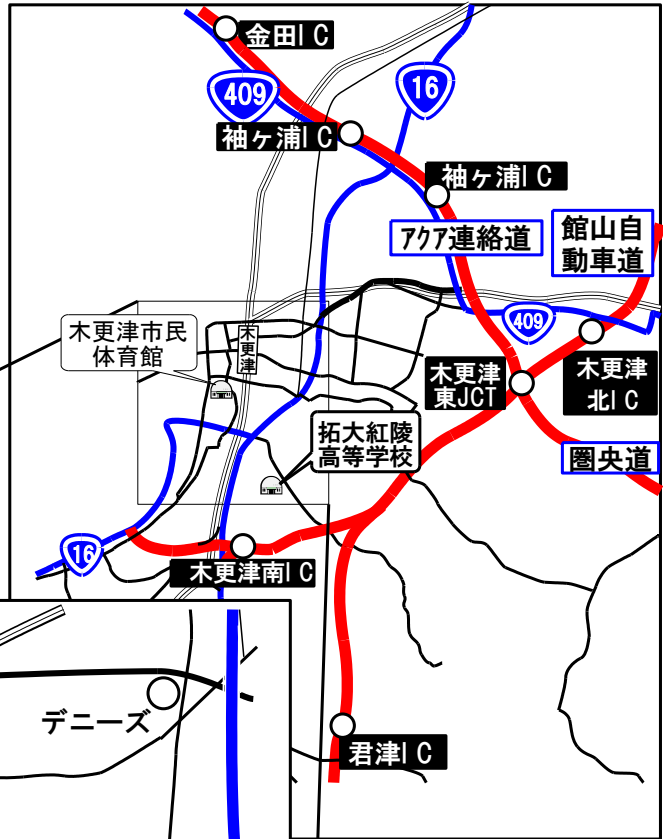 金田IC
409
16
袖ヶ浦IC
袖ヶ浦IC
アクア連絡道
館山自
動車道
409
木更津市民
体育館
木更津
木更津
東JCT
木更津
北IC
拓大紅陵
高等学校
圏央道
16
木更津南IC
デニーズ
君津IC